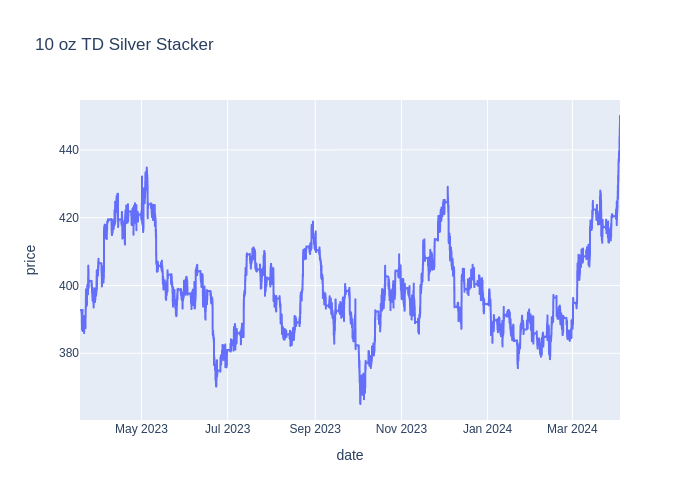 10 oz TD Silver Stacker
price
440
420
400
380
May 2023
Jul 2023
Sep 2023
Nov 2023
Jan 2024
Mar 2024
date